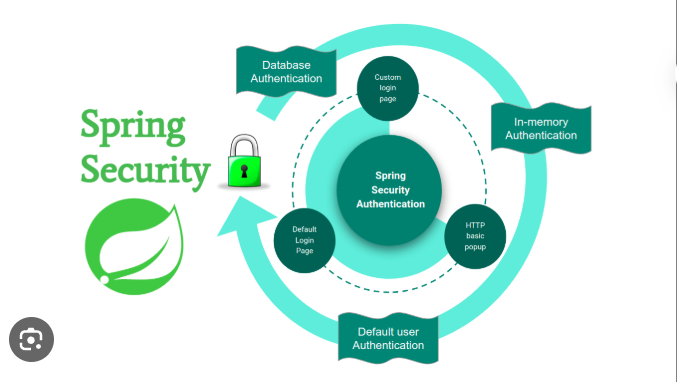 Spring
Security
Database
Authentication
Custom
login
page
In-memory
Authentication
Spring
Security
Authentication
Default
Login
Page
HTTP
basic
popup
Default user
Authentication